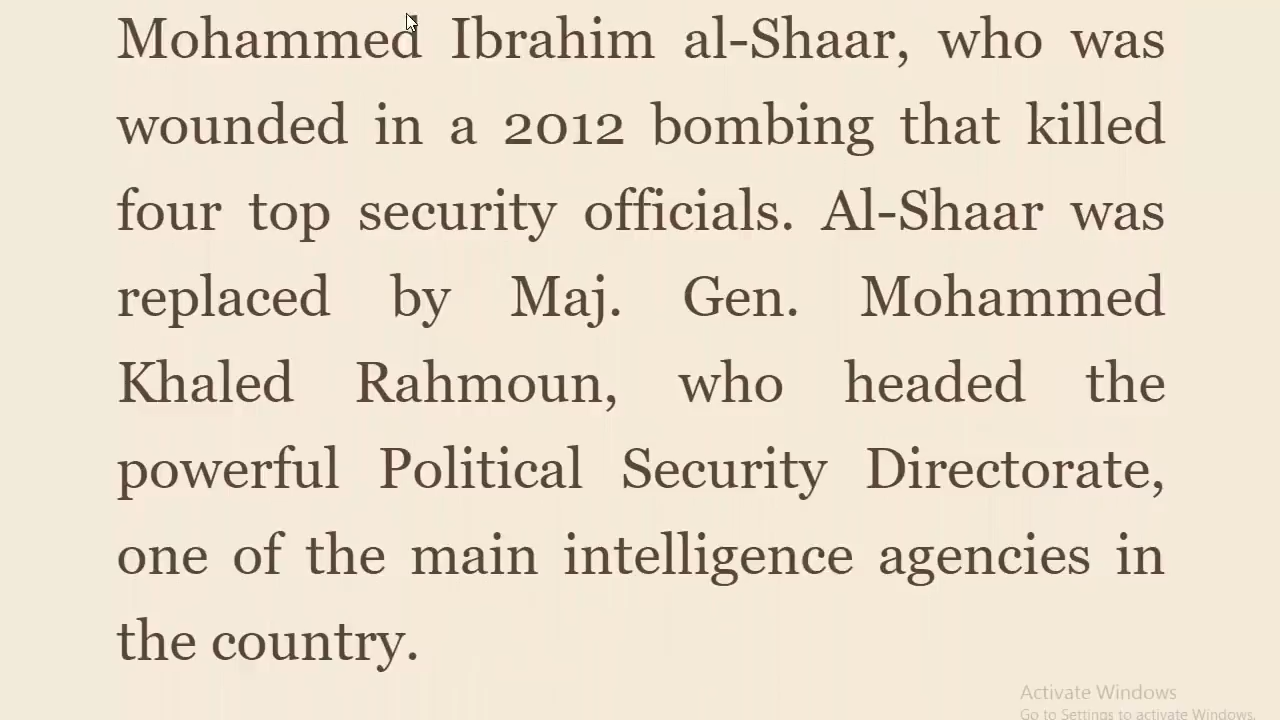 Mohammed Ibrahim al-Shaar, who was
wounded in a 2012 bombing that killed
four top security officials. Al-Shaar was
replaced by Maj. Gen. Mohammed
Khaled Rahmoun, who headed the
powerful Political Security Directorate,
one of the main intelligence agencies in
the country.
Activate Windows
Go to Settings to activate Windows.